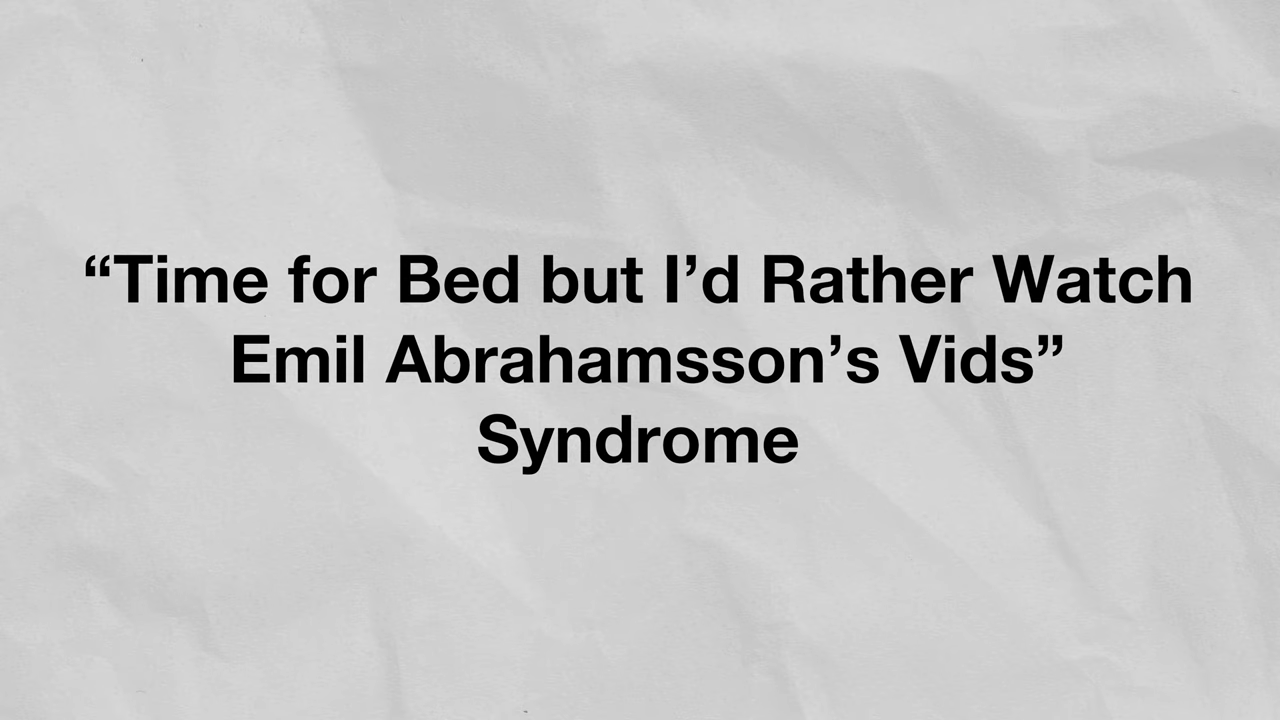 “Time for Bed but I’d Rather Watch
Emil Abrahamsson’s Vids”
Syndrome